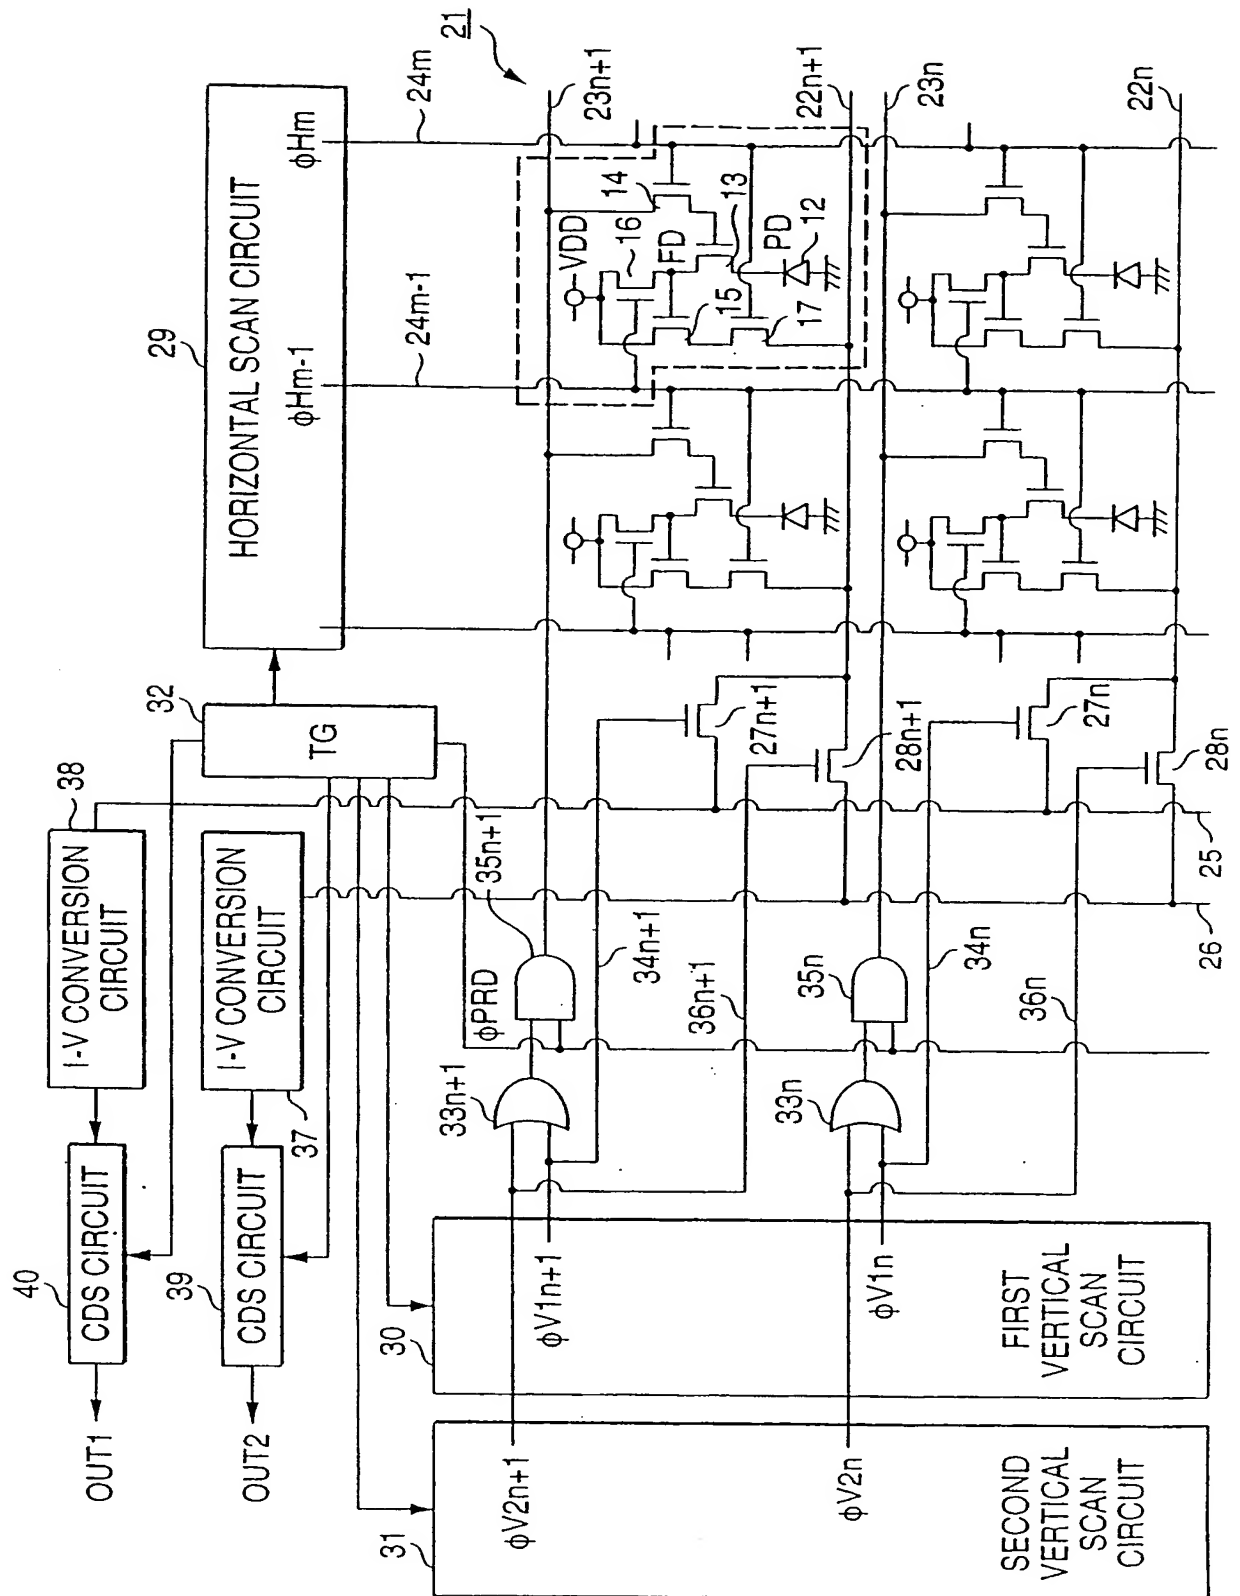 OUT1
40
CDS CIRCUIT
38
I-V CONVERSION
CIRCUIT
32
TG
29
HORIZONTAL SCAN CIRCUIT
φHm-1
φHm
24m-1
24m
21
OUT2
39
CDS CIRCUIT
37
I-V CONVERSION
CIRCUIT
31
φV2n+1
φV2n
SECOND
VERTICAL
SCAN
CIRCUIT
30
φV1n+1
φV1n
FIRST
VERTICAL
SCAN
CIRCUIT
33n+1
φPRD
35n+1
34n+1
36n+1
27n+1
28n+1
23n+1
VDD
16
14
FD
13
15
PD
17
12
22n+1
33n
35n
34n
36n
27n
28n
23n
22n
25
26